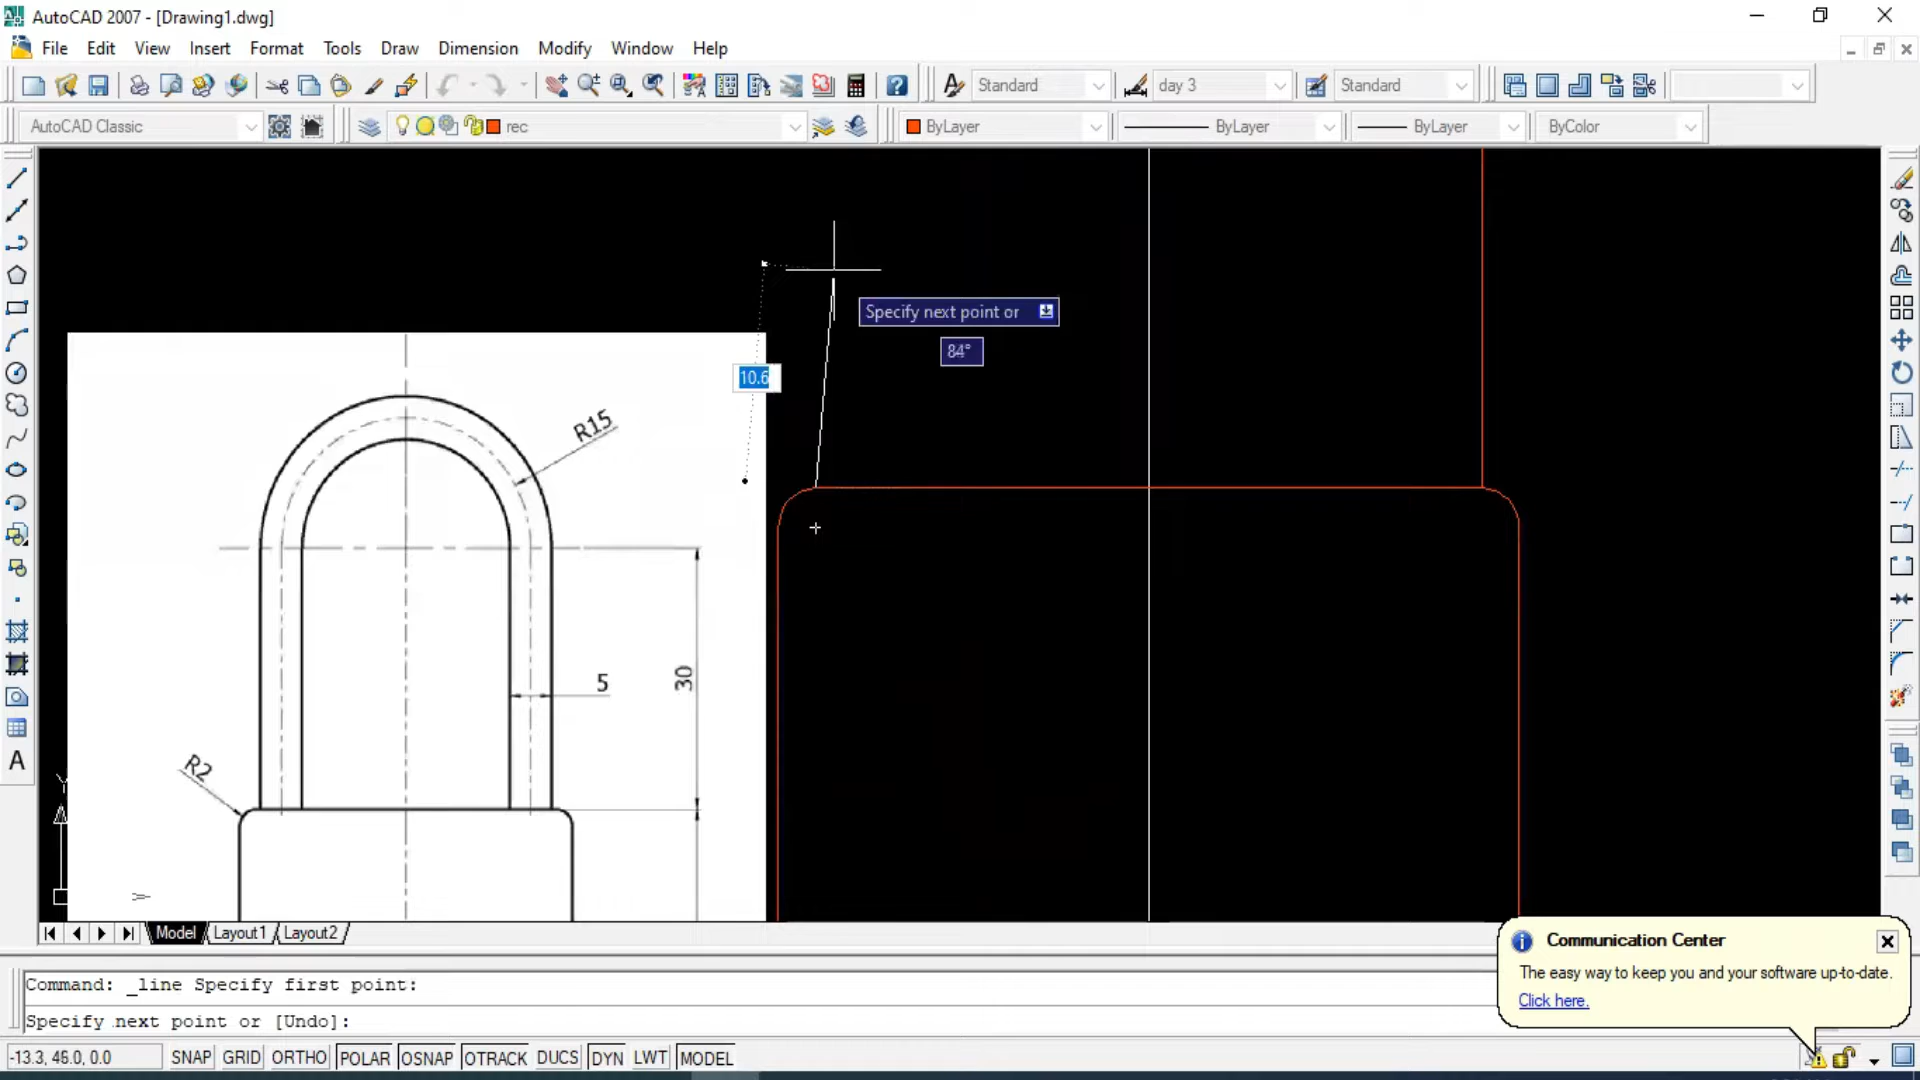 AutoCAD 2007 - [Drawing1.dwg]
File Edit View Insert Format Tools Draw Dimension Modify Window Help
Standard day 3 Standard
AutoCAD Classic rec ByLayer ByLayer ByLayer ByColor
Specify next point or
84°
10.6
R15
5
30
R2
A
Y
Model Layout1 Layout2
Communication Center
The easy way to keep you and your software up-to-date.
Click here.
Command: _line Specify first point:
Specify next point or [Undo]:
-13.3, 46.0, 0.0 SNAP GRID ORTHO POLAR OSNAP OTRACK DUCS DYN LWT MODEL